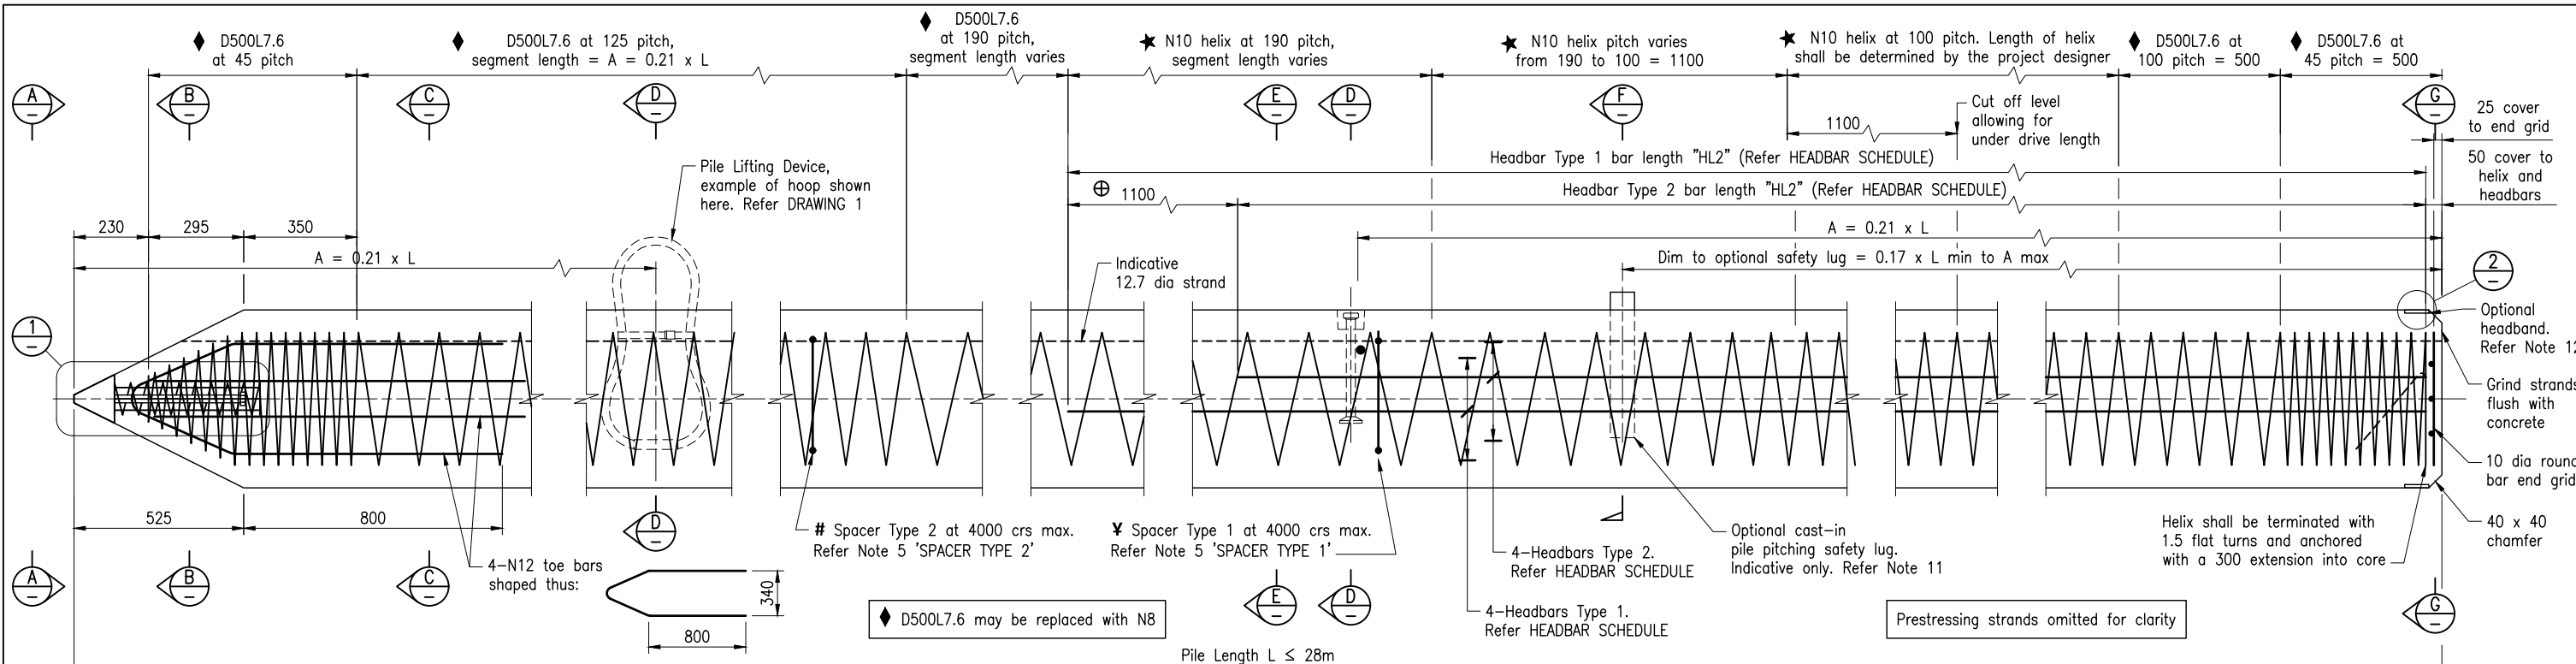 ♦ D500L7.6
at 45 pitch
♦ D500L7.6 at 125 pitch,
segment length = A = 0.21 x L
♦ D500L7.6
at 190 pitch,
segment length varies
★ N10 helix at 190 pitch,
segment length varies
★ N10 helix pitch varies
from 190 to 100 = 1100
★ N10 helix at 100 pitch. Length of helix
shall be determined by the project designer
♦ D500L7.6 at
100 pitch = 500
♦ D500L7.6 at
45 pitch = 500
A
–
B
–
C
–
D
–
E
–
D
–
F
–
G
–
1100
Cut off level
allowing for
under drive length
25 cover
to end grid
50 cover to
helix and
headbars
Headbar Type 1 bar length "HL2" (Refer HEADBAR SCHEDULE)
⊕ 1100
Headbar Type 2 bar length "HL2" (Refer HEADBAR SCHEDULE)
Pile Lifting Device,
example of hoop shown
here. Refer DRAWING 1
230
295
350
A = 0.21 x L
A = 0.21 x L
Dim to optional safety lug = 0.17 x L min to A max
Indicative
12.7 dia strand
1
–
2
–
Optional
headband.
Refer Note 12
Grind strands
flush with
concrete
10 dia round
bar end grid
40 x 40
chamfer
525
800
D
–
# Spacer Type 2 at 4000 crs max.
Refer Note 5 'SPACER TYPE 2'
¥ Spacer Type 1 at 4000 crs max.
Refer Note 5 'SPACER TYPE 1'
4-Headbars Type 2.
Refer HEADBAR SCHEDULE
Optional cast-in
pile pitching safety lug.
Indicative only. Refer Note 11
Helix shall be terminated with
1.5 flat turns and anchored
with a 300 extension into core
A
–
B
–
C
–
4-N12 toe bars
shaped thus:
340
800
♦ D500L7.6 may be replaced with N8
E
–
D
–
4-Headbars Type 1.
Refer HEADBAR SCHEDULE
Prestressing strands omitted for clarity
G
–
Pile Length L ≤ 28m